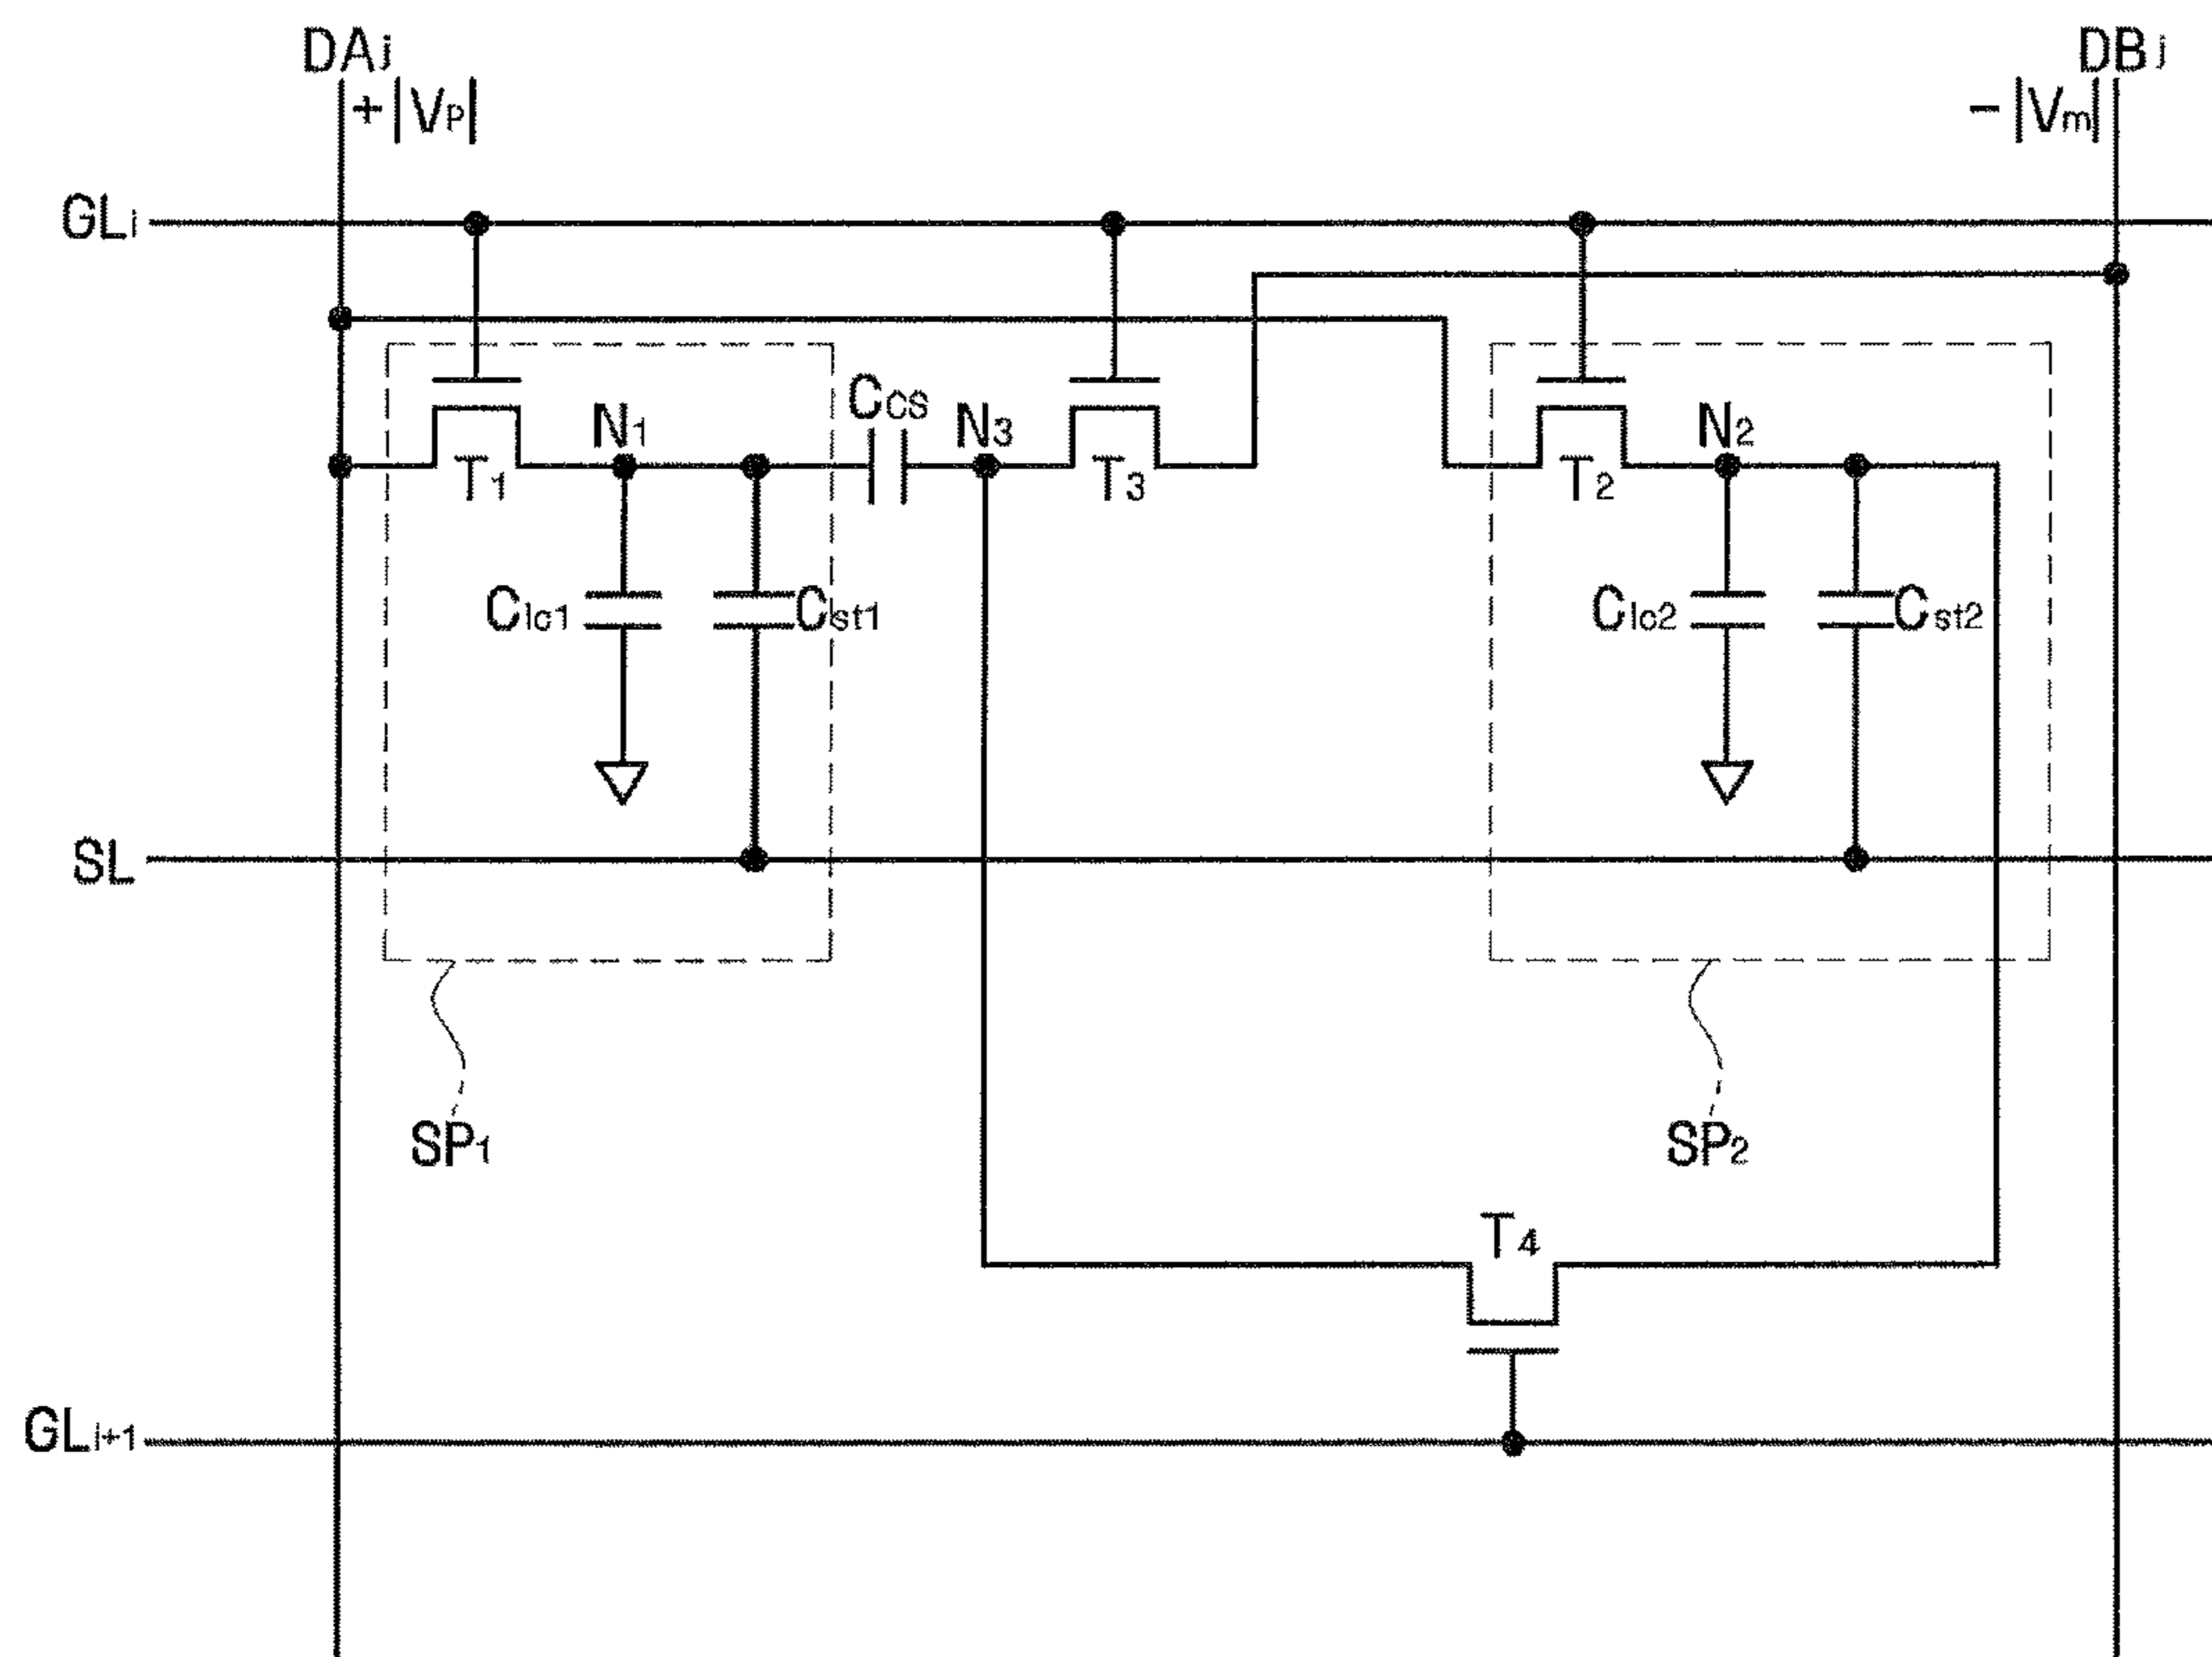 DAj
+|Vp|
DBj
-|Vm|
GLi
CCS
N1
N3
N2
T1
T3
T2
Clc1
Cst1
Clc2
Cst2
SL
SP1
SP2
T4
GLi+1